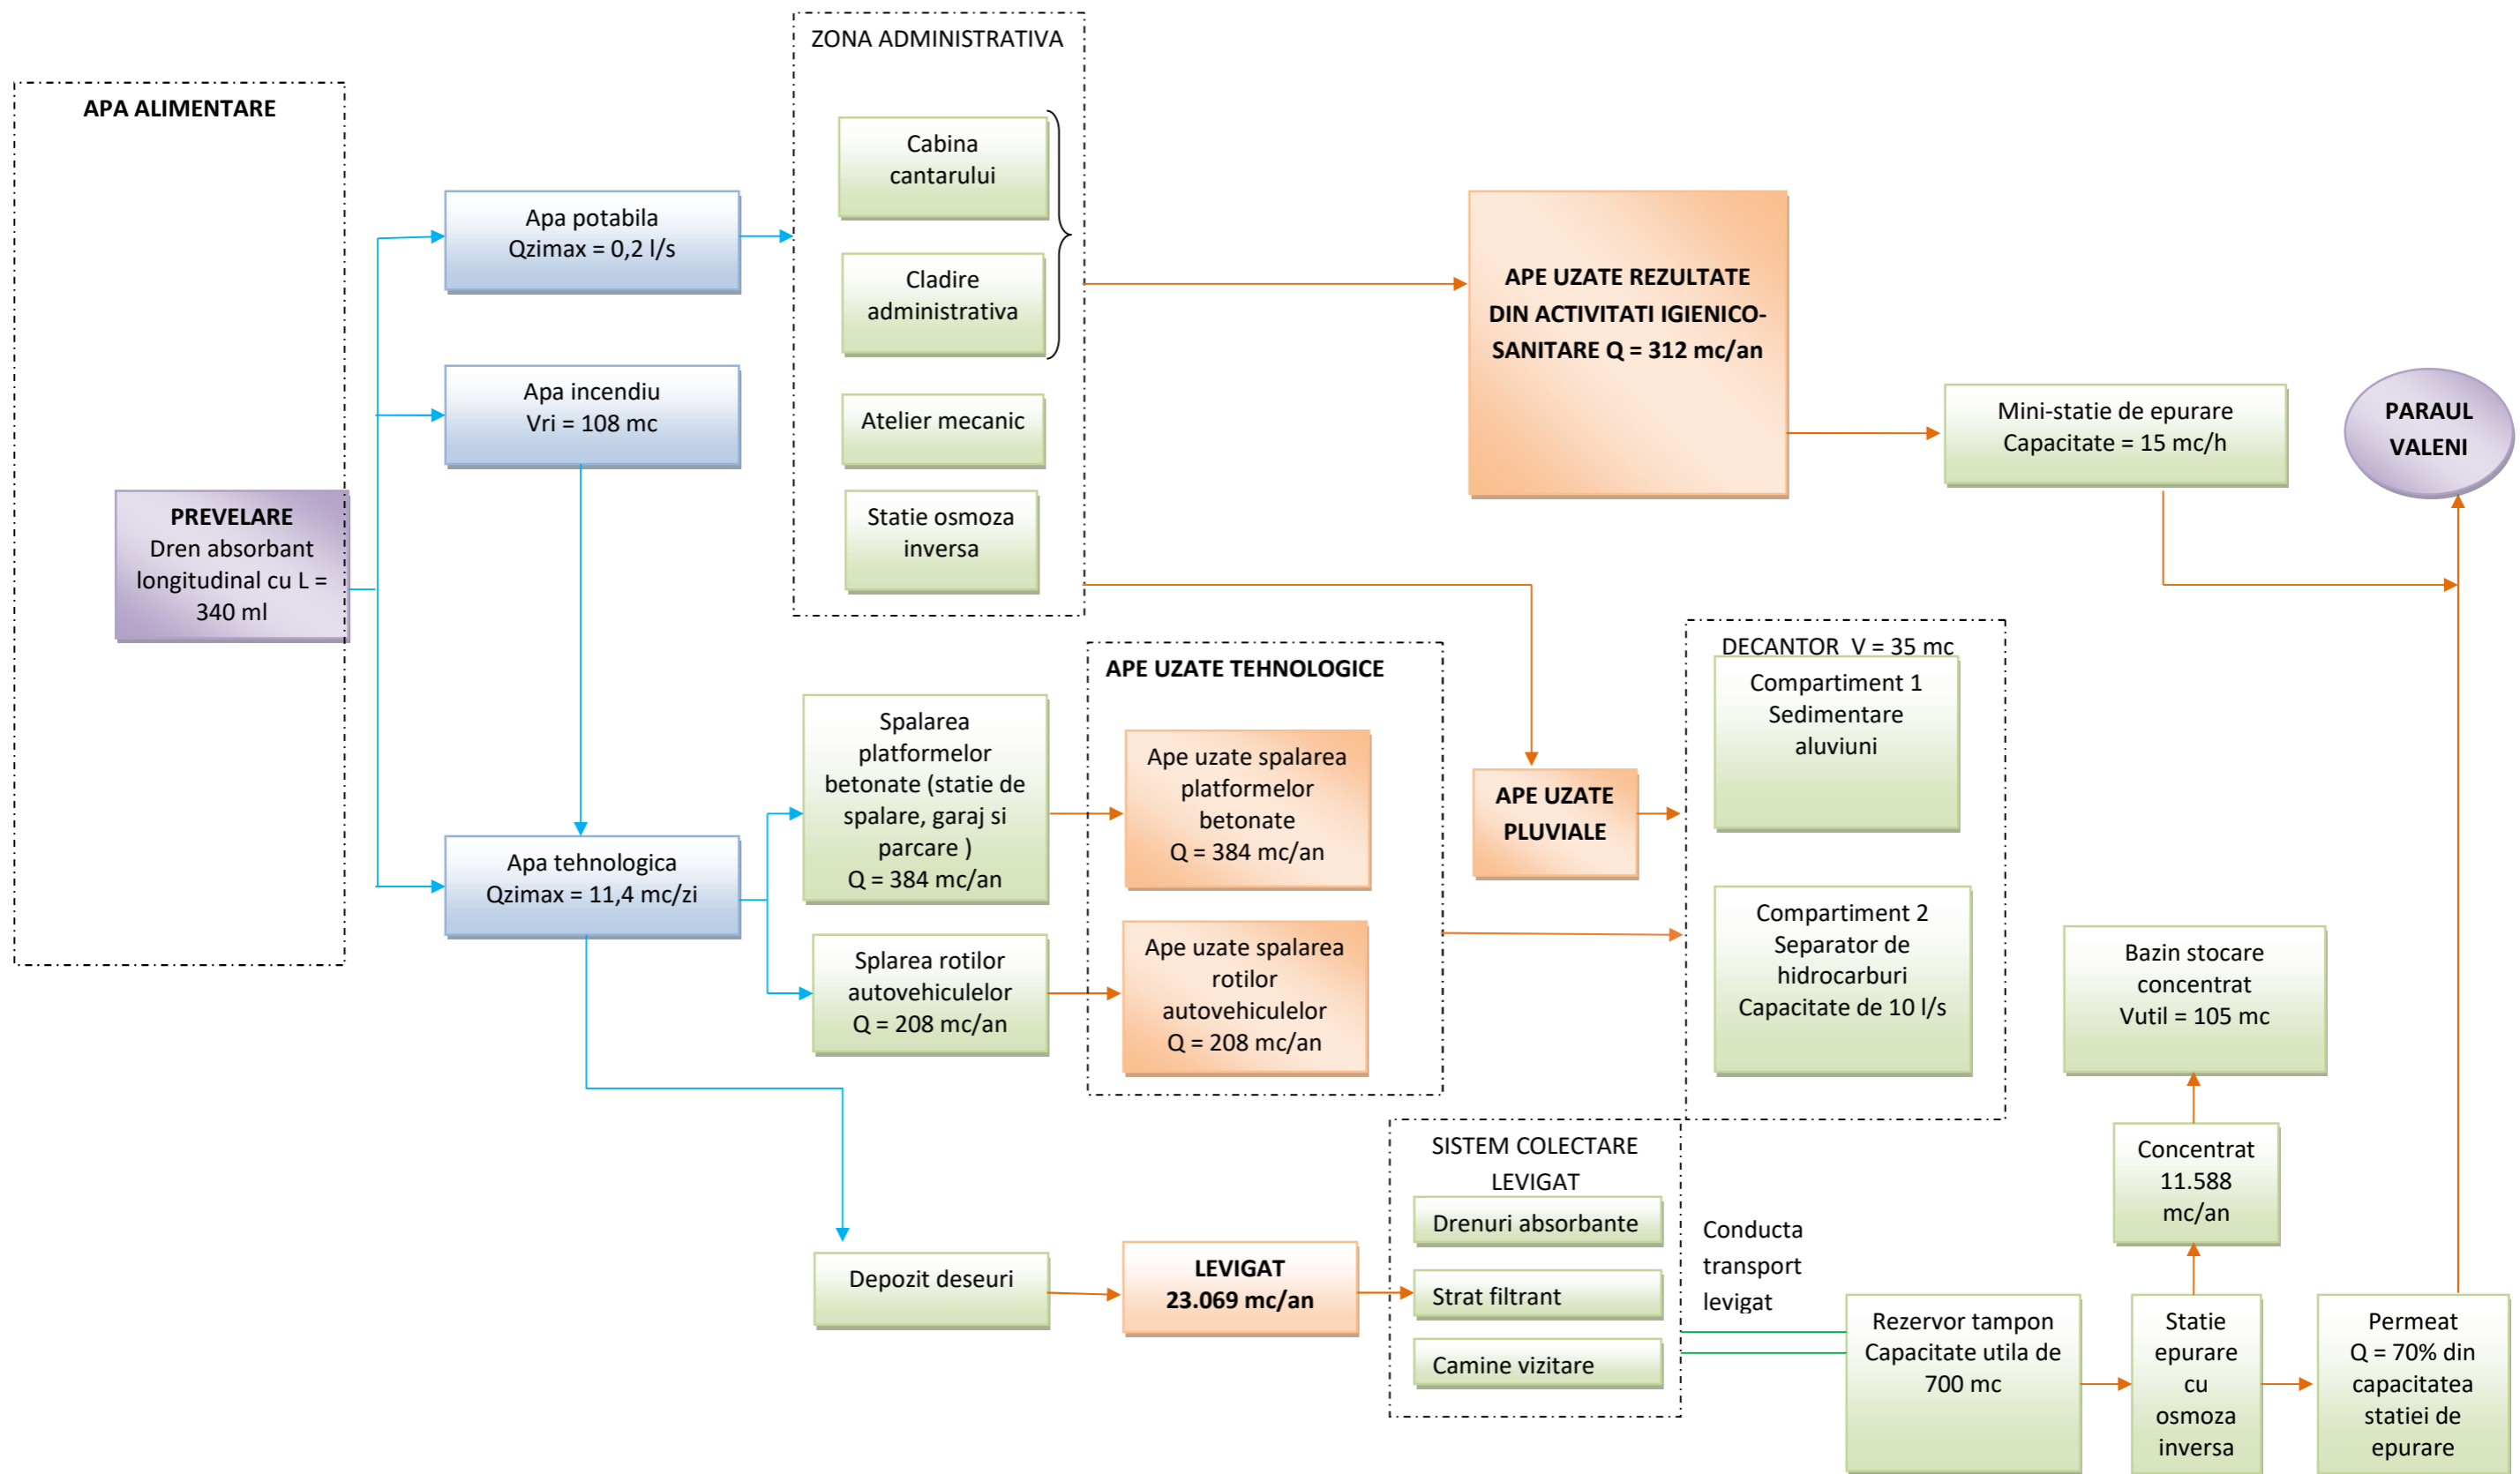 ZONA ADMINISTRATIVA
APA ALIMENTARE
PREVELARE
Dren absorbant
longitudinal cu L =
340 ml
Apa potabila
Qzimax = 0,2 l/s
Apa incendiu
Vri = 108 mc
Apa tehnologica
Qzimax = 11,4 mc/zi
Cabina
cantarului
Cladire
administrativa
Atelier mecanic
Statie osmoza
inversa
APE UZATE REZULTATE
DIN ACTIVITATI IGIENICO-
SANITARE Q = 312 mc/an
Mini-statie de epurare
Capacitate = 15 mc/h
PARAUL
VALENI
Spalarea
platformelor
betonate (statie de
spalare, garaj si
parcare )
Q = 384 mc/an
Splarea rotilor
autovehiculelor
Q = 208 mc/an
APE UZATE TEHNOLOGICE
Ape uzate spalarea
platformelor
betonate
Q = 384 mc/an
Ape uzate spalarea
rotilor
autovehiculelor
Q = 208 mc/an
APE UZATE
PLUVIALE
DECANTOR  V = 35 mc
Compartiment 1
Sedimentare
aluviuni
Compartiment 2
Separator de
hidrocarburi
Capacitate de 10 l/s
Bazin stocare
concentrat
Vutil = 105 mc
Concentrat
11.588
mc/an
Depozit deseuri
LEVIGAT
23.069 mc/an
SISTEM COLECTARE
LEVIGAT
Drenuri absorbante
Strat filtrant
Camine vizitare
Conducta
transport
levigat
Rezervor tampon
Capacitate utila de
700 mc
Statie
epurare
cu
osmoza
inversa
Permeat
Q = 70% din
capacitatea
statiei de
epurare